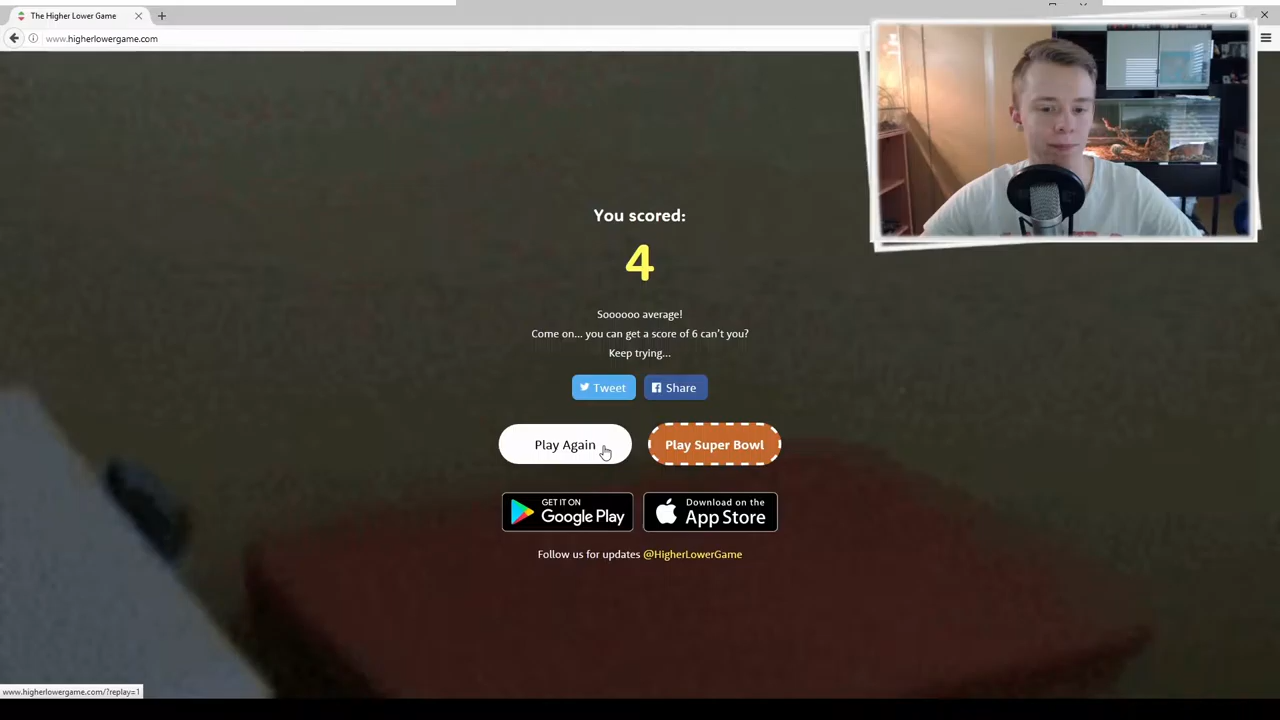 The Higher Lower Game
www.higherlowergame.com
You scored:
4
Soooooo average!
Come on... you can get a score of 6 can't you?
Keep trying...
Tweet
Share
Play Again
Play Super Bowl
GET IT ON
Google Play
Download on the
App Store
Follow us for updates @HigherLowerGame
www.higherlowergame.com/?replay=1